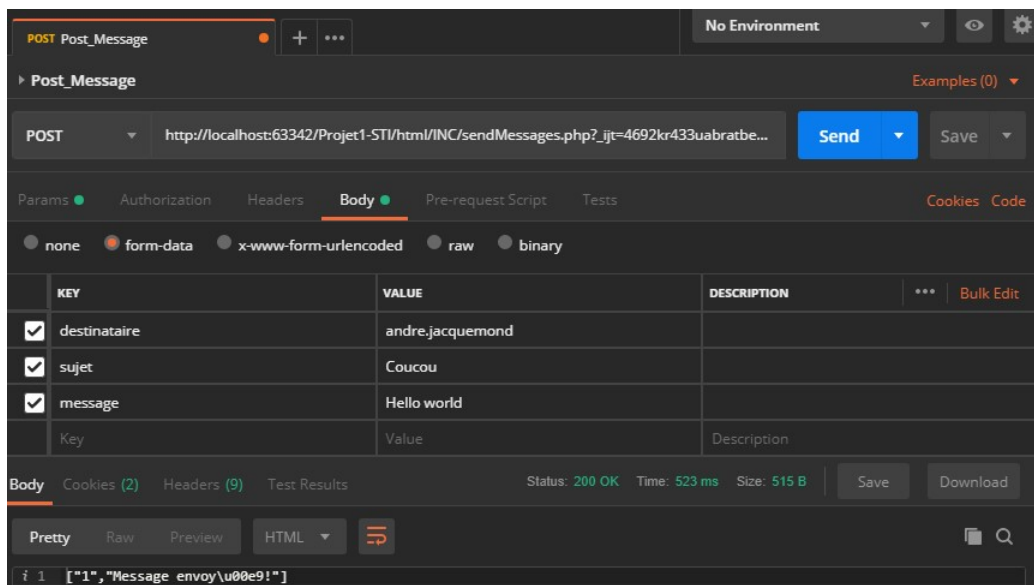 POST Post_Message + ••• No Environment
Post_Message Examples (0)
POST http://localhost:63342/Projet1-STI/html/INC/sendMessages.php?_ijt=4692kr433uabratbe... Send Save
Params Authorization Headers Body Pre-request Script Tests Cookies Code
none form-data x-www-form-urlencoded raw binary
KEY VALUE DESCRIPTION ••• Bulk Edit
destinataire andre.jacquemond
sujet Coucou
message Hello world
Key Value Description
Body Cookies (2) Headers (9) Test Results Status: 200 OK Time: 523 ms Size: 515 B Save Download
Pretty Raw Preview HTML
i 1 ["1","Message envoy\u00e9!"]